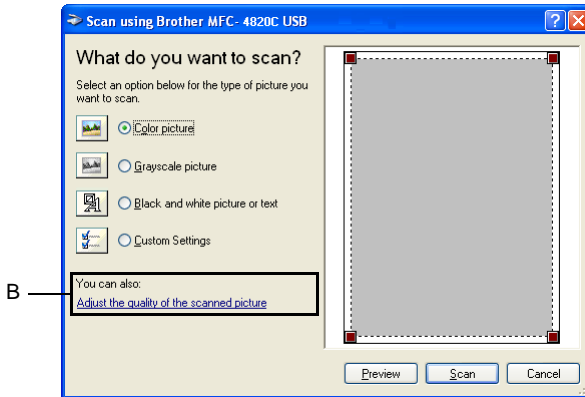 Scan using Brother MFC- 4820C USB
What do you want to scan?
Select an option below for the type of picture you
want to scan.
Color picture
Grayscale picture
Black and white picture or text
Custom Settings
B
You can also:
Adjust the quality of the scanned picture
Preview
Scan
Cancel